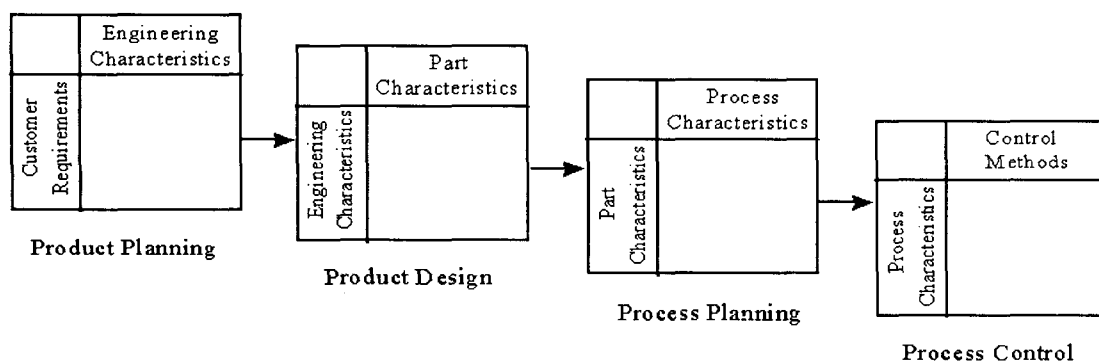 Engineering
Characteristics
Customer
Requirements
Product Planning
Part
Characteristics
Engineering
Characteristics
Product Design
Process
Characteristics
Part
Characteristics
Process Planning
Control
Methods
Process
Characteristics
Process Control